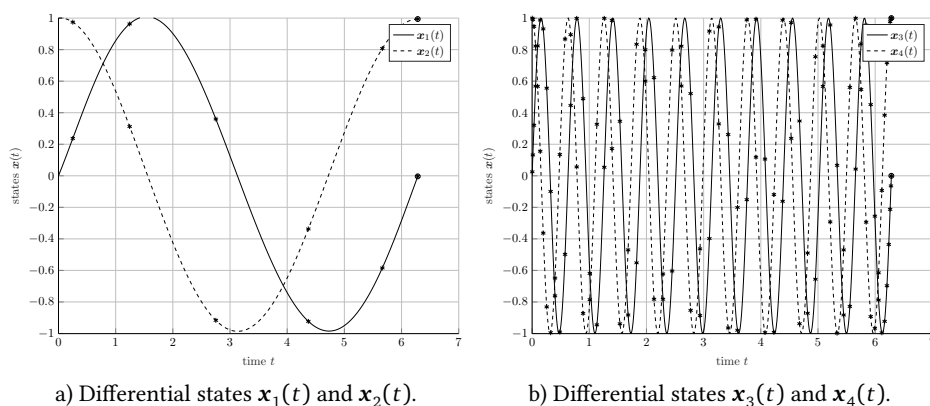 1
0.8
0.6
0.4
0.2
0
−0.2
−0.4
−0.6
−0.8
−1
0 1 2 3 4 5 6 7
states x(t)
time t
x₁(t)
x₂(t)
a) Differential states x₁(t) and x₂(t).
1
0.8
0.6
0.4
0.2
0
−0.2
−0.4
−0.6
−0.8
−1
0 1 2 3 4 5 6 7
states x(t)
time t
x₃(t)
x₄(t)
b) Differential states x₃(t) and x₄(t).